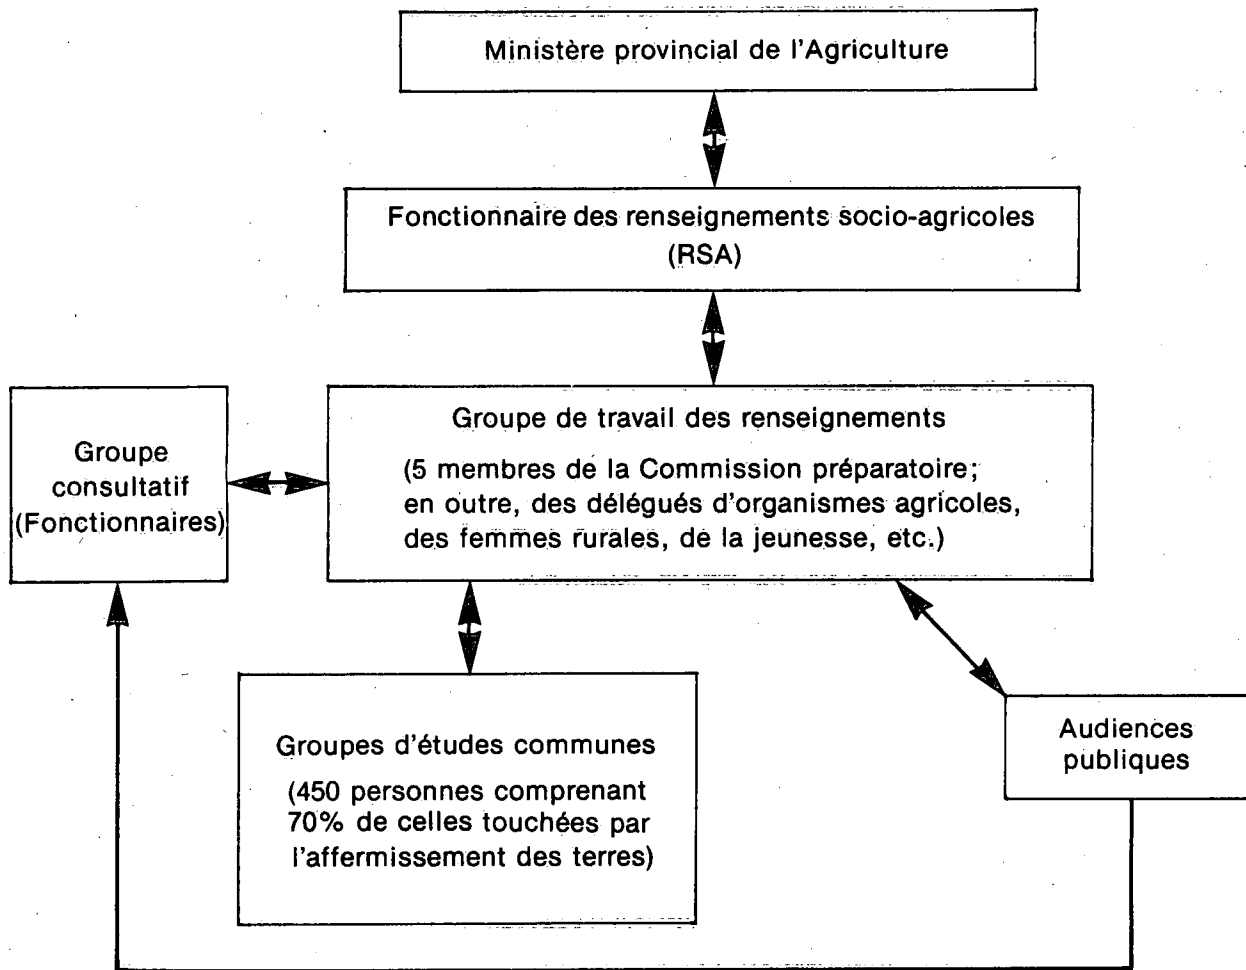 Ministère provincial de l'Agriculture
Fonctionnaire des renseignements socio-agricoles
(RSA)
Groupe
consultatif
(Fonctionnaires)
Groupe de travail des renseignements
(5 membres de la Commission préparatoire;
en outre, des délégués d'organismes agricoles,
des femmes rurales, de la jeunesse, etc.)
Groupes d'études communes
(450 personnes comprenant
70% de celles touchées par
l'affermissement des terres)
Audiences
publiques